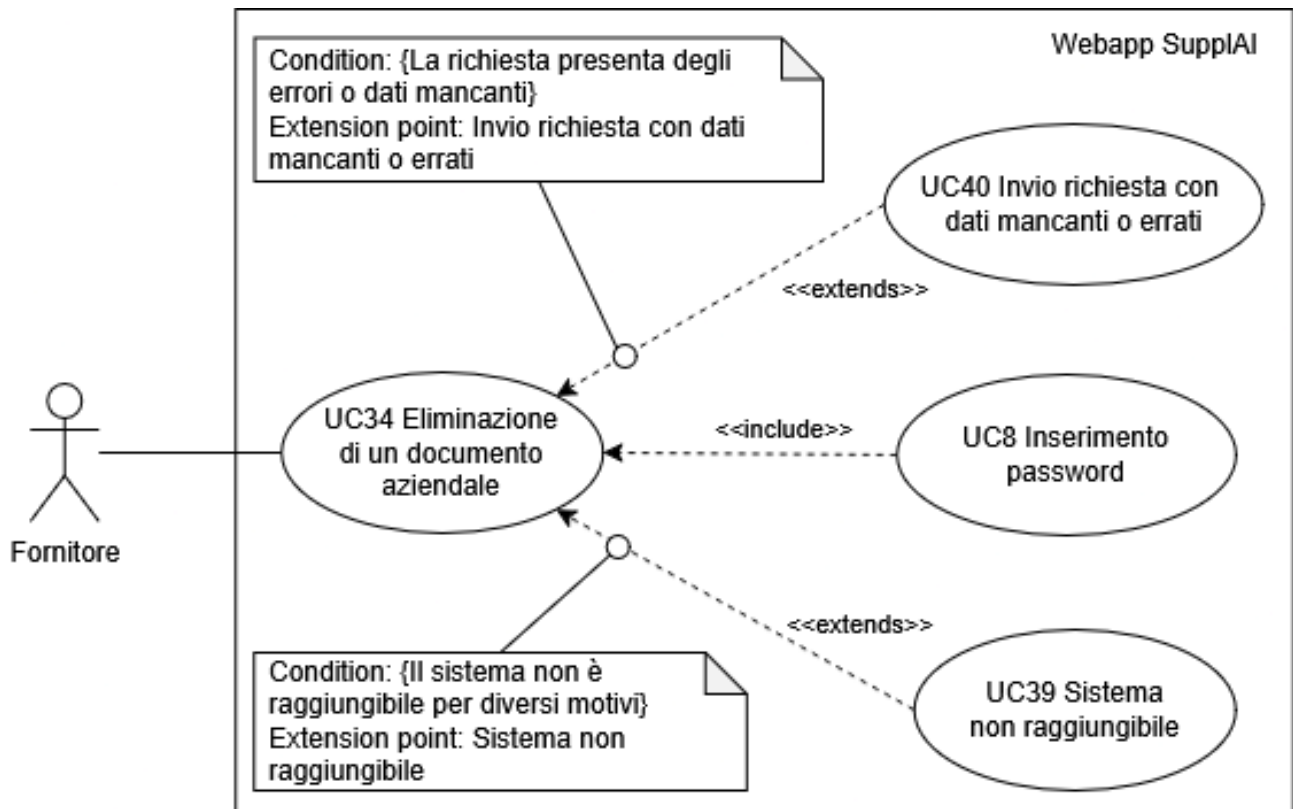 Condition: {La richiesta presenta degli
errori o dati mancanti}
Extension point: Invio richiesta con dati
mancanti o errati
Webapp SupplAI
UC40 Invio richiesta con
dati mancanti o errati
<<extends>>
UC34 Eliminazione
di un documento
aziendale
<<include>>
UC8 Inserimento
password
Fornitore
<<extends>>
Condition: {Il sistema non è
raggiungibile per diversi motivi}
Extension point: Sistema non
raggiungibile
UC39 Sistema
non raggiungibile